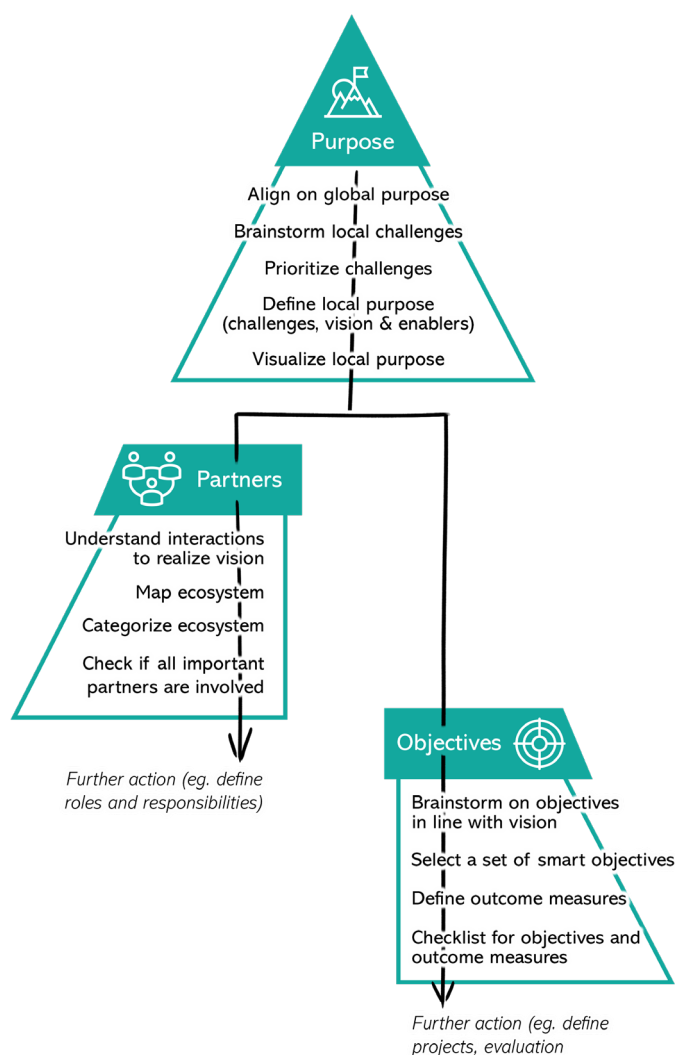 Purpose
Align on global purpose
Brainstorm local challenges
Prioritize challenges
Define local purpose
(challenges, vision & enablers)
Visualize local purpose
Partners
Understand interactions
to realize vision
Map ecosystem
Categorize ecosystem
Check if all important
partners are involved
Further action (eg. define
roles and responsibilities)
Objectives
Brainstorm on objectives
in line with vision
Select a set of smart objectives
Define outcome measures
Checklist for objectives and
outcome measures
Further action (eg. define
projects, evaluation